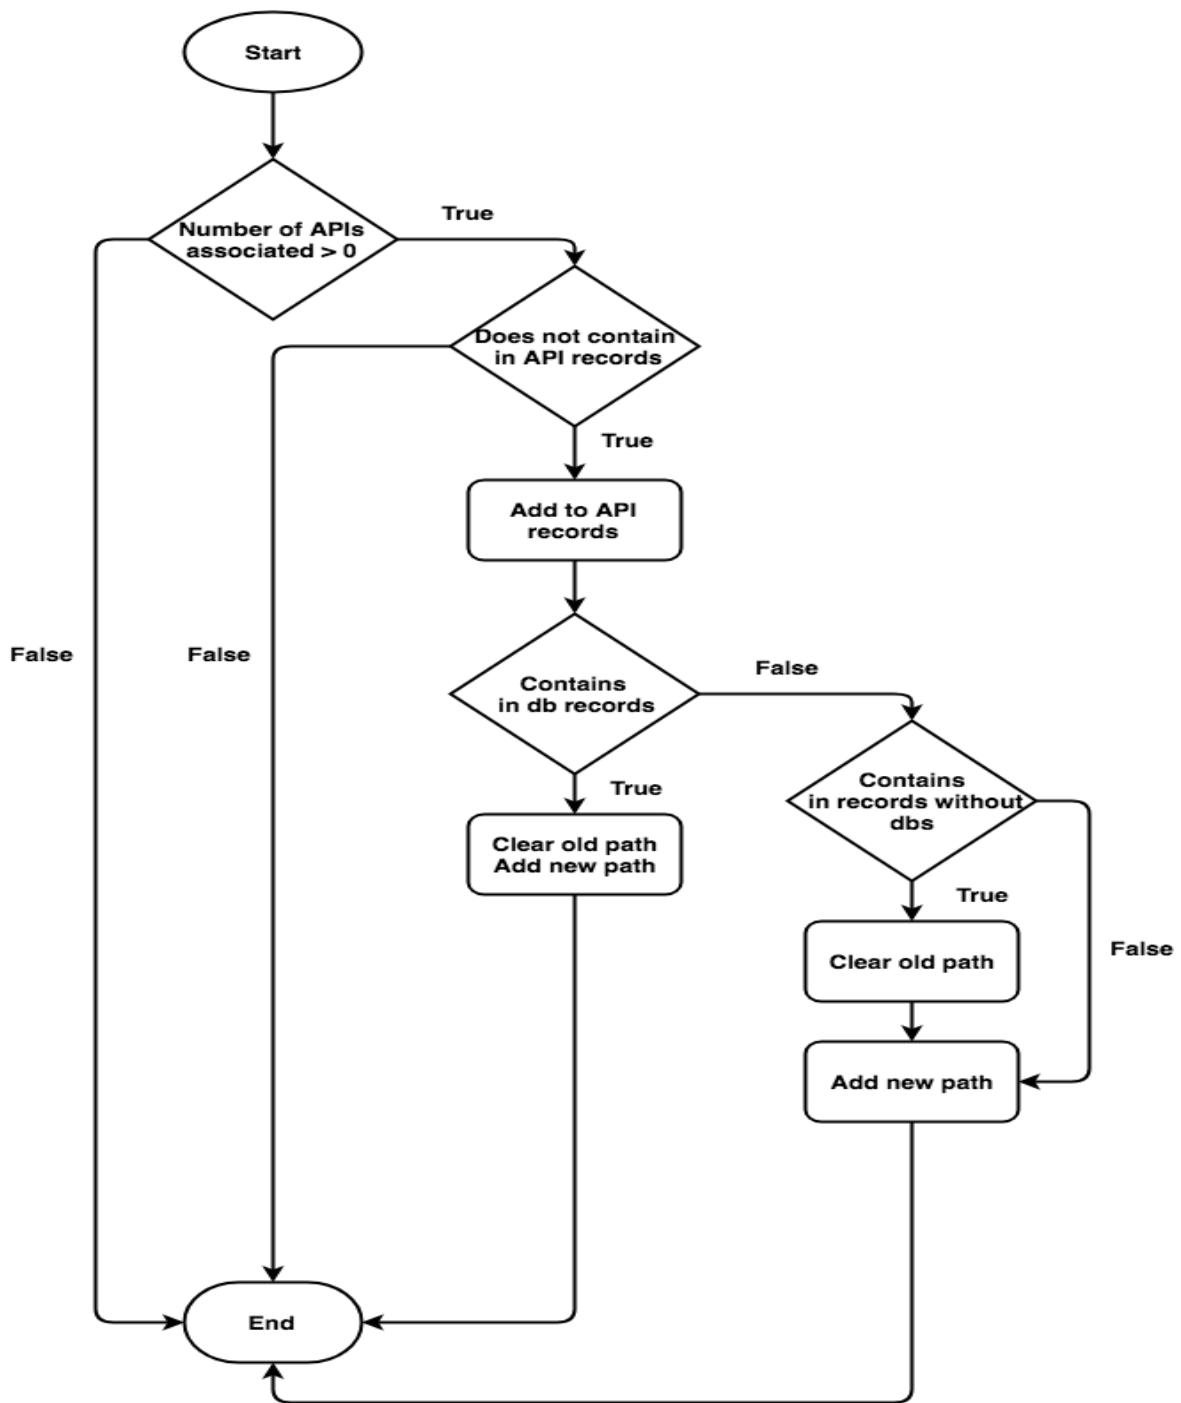 Start
Number of APIs
associated > 0
True
Does not contain
in API records
True
Add to API
records
False
False
Contains
in db records
False
True
Contains
in records without
dbs
Clear old path
Add new path
True
Clear old path
False
Add new path
End